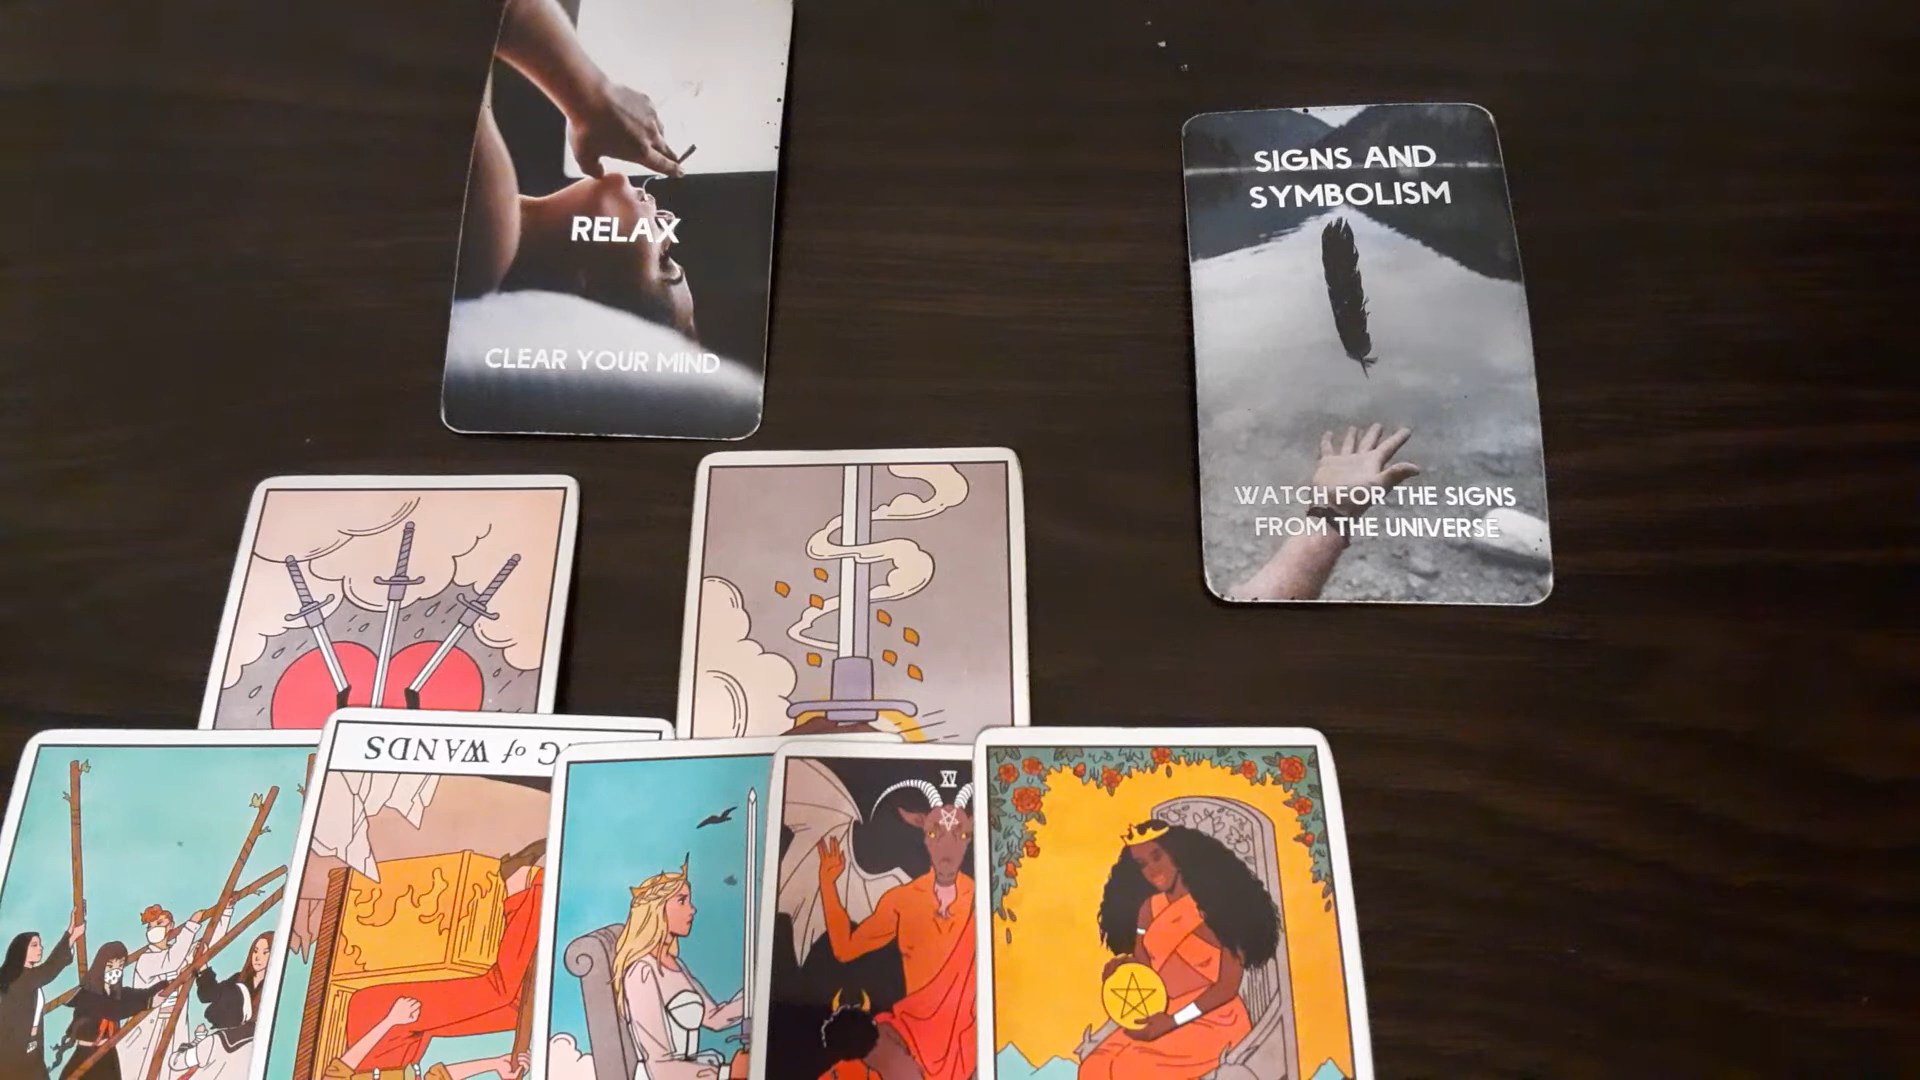 RELAX
CLEAR YOUR MIND
SIGNS AND
SYMBOLISM
WATCH FOR THE SIGNS
FROM THE UNIVERSE
of WANDS
XV